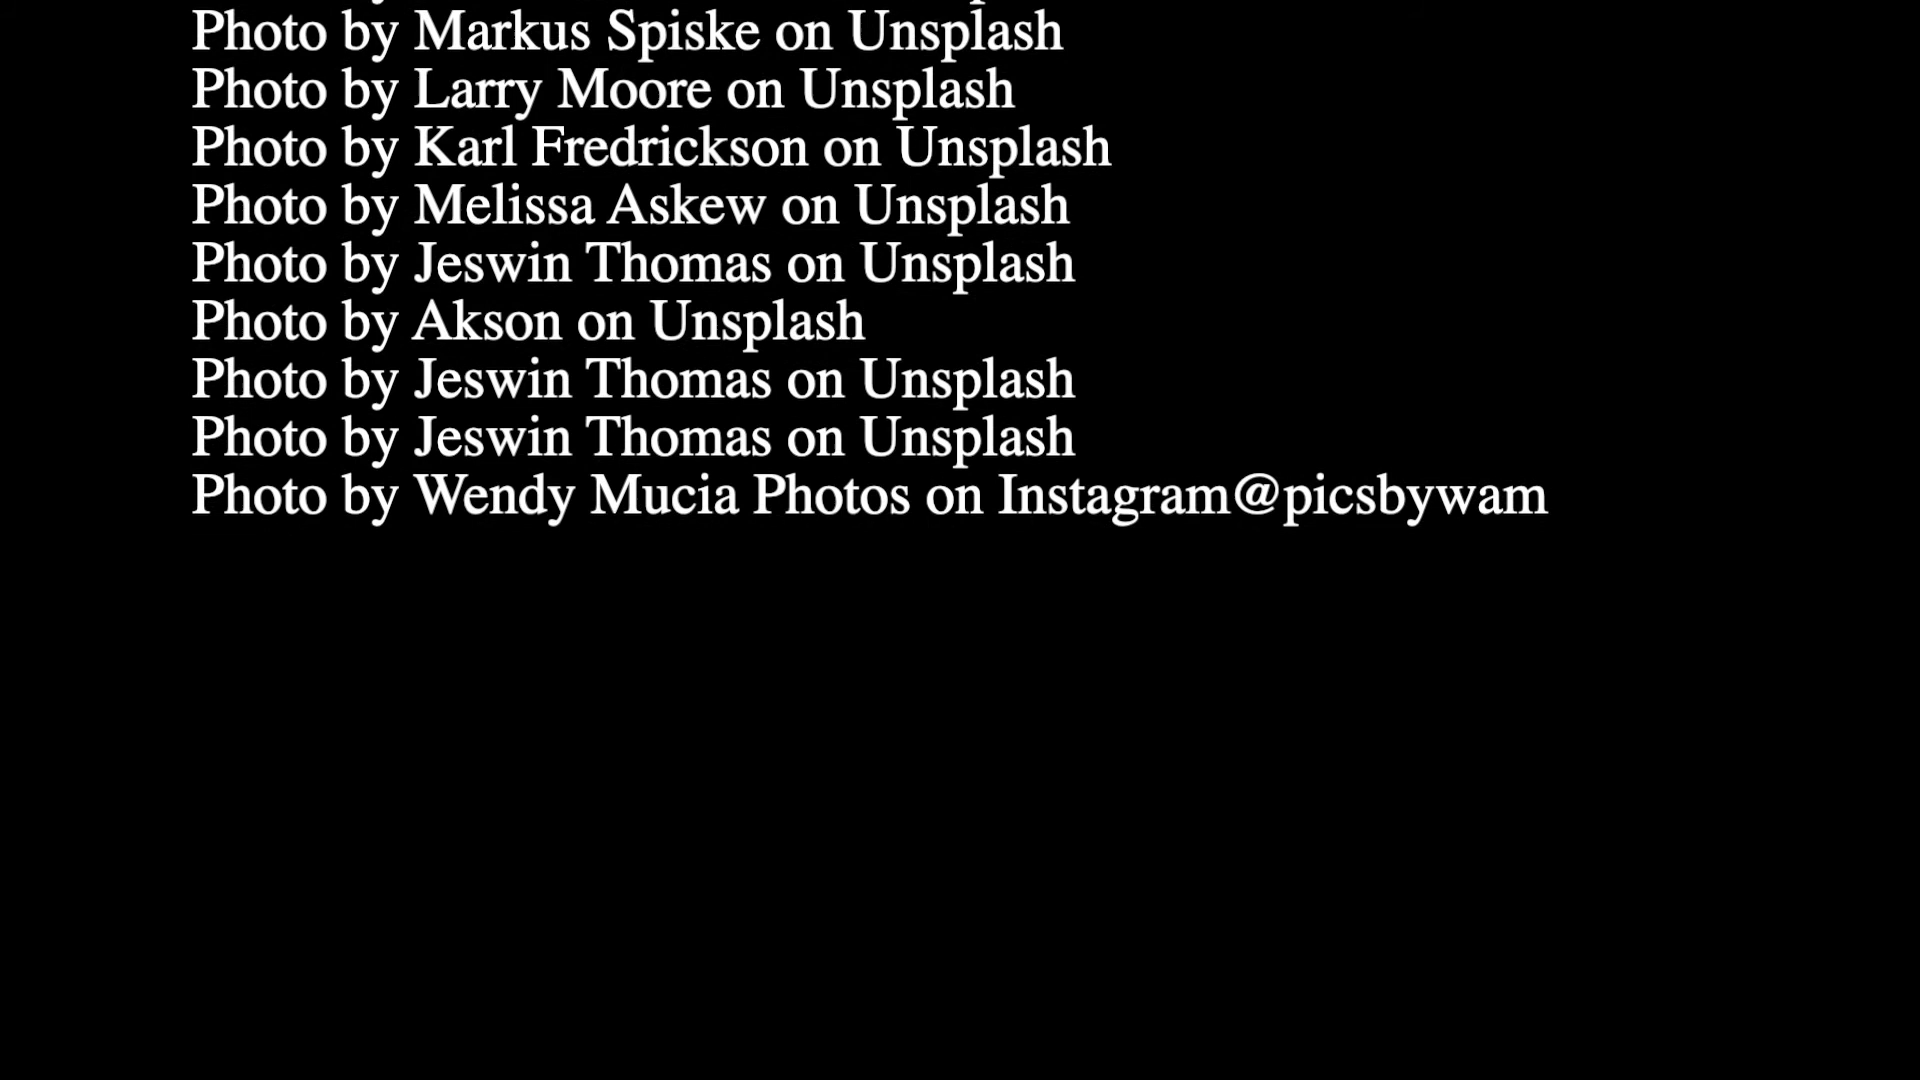 Photo by Markus Spiske on Unsplash
Photo by Larry Moore on Unsplash
Photo by Karl Fredrickson on Unsplash
Photo by Melissa Askew on Unsplash
Photo by Jeswin Thomas on Unsplash
Photo by Akson on Unsplash
Photo by Jeswin Thomas on Unsplash
Photo by Jeswin Thomas on Unsplash
Photo by Wendy Mucia Photos on Instagram@picsbywam